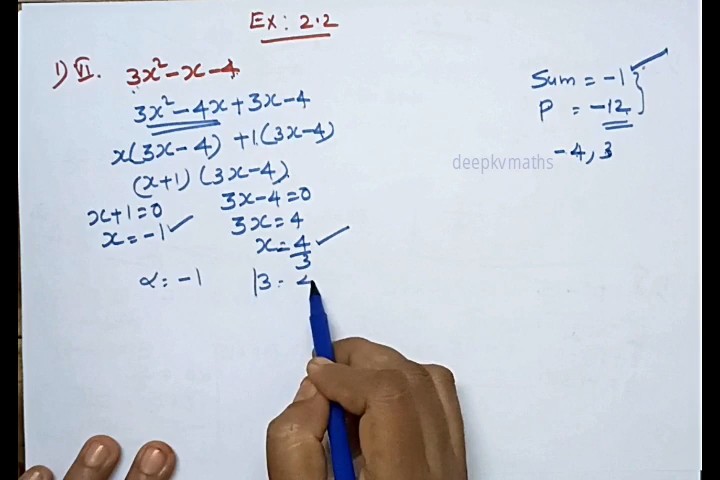 Ex: 2.2
1) VI. 3x² - x - 4
3x² - 4x + 3x - 4
x(3x - 4) + 1(3x - 4)
(x + 1) (3x - 4)
x + 1 = 0
x = -1 ✓
3x - 4 = 0
3x = 4
x = 4/3 ✓
α = -1
β = 4
Sum = -1
P = -12
-4, 3
deepkvmaths